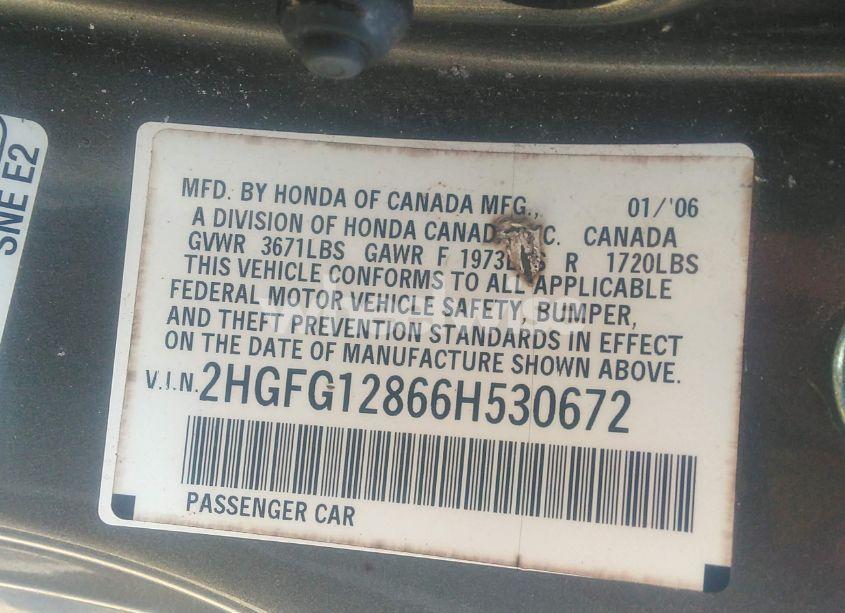 SNE E2
MFD. BY HONDA OF CANADA MFG., 01/'06
A DIVISION OF HONDA CANAD C. CANADA
GVWR 3671LBS GAWR F 1973L S R 1720LBS
THIS VEHICLE CONFORMS TO ALL APPLICABLE
FEDERAL MOTOR VEHICLE SAFETY, BUMPER,
AND THEFT PREVENTION STANDARDS IN EFFECT
ON THE DATE OF MANUFACTURE SHOWN ABOVE.
V.I.N. 2HGFG12866H530672
PASSENGER CAR